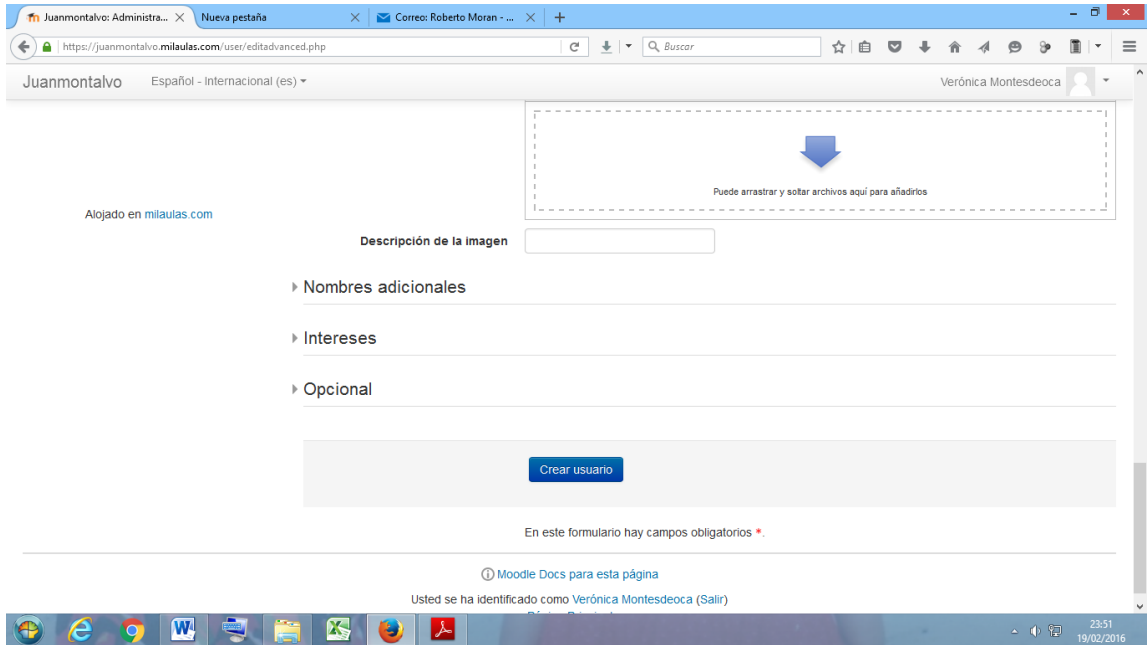 Juanmontalvo: Administra...
Nueva pestaña
Correo: Roberto Moran - ...
https://juanmontalvo.milaulas.com/user/editadvanced.php
Buscar
Juanmontalvo
Español - Internacional (es)
Verónica Montesdeoca
Puede arrastrar y soltar archivos aquí para añadirlos
Alojado en milaulas.com
Descripción de la imagen
Nombres adicionales
Intereses
Opcional
Crear usuario
En este formulario hay campos obligatorios *.
Moodle Docs para esta página
Usted se ha identificado como Verónica Montesdeoca (Salir)
23:51
19/02/2016